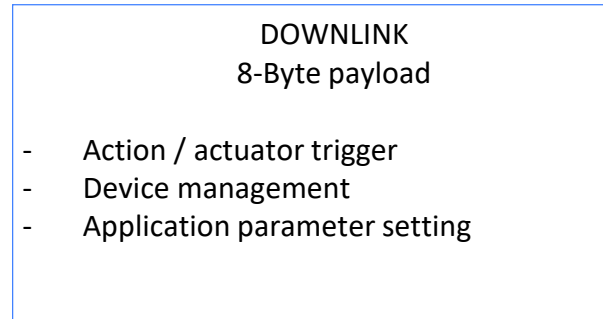 DOWNLINK
8-Byte payload
- Action / actuator trigger
- Device management
- Application parameter setting